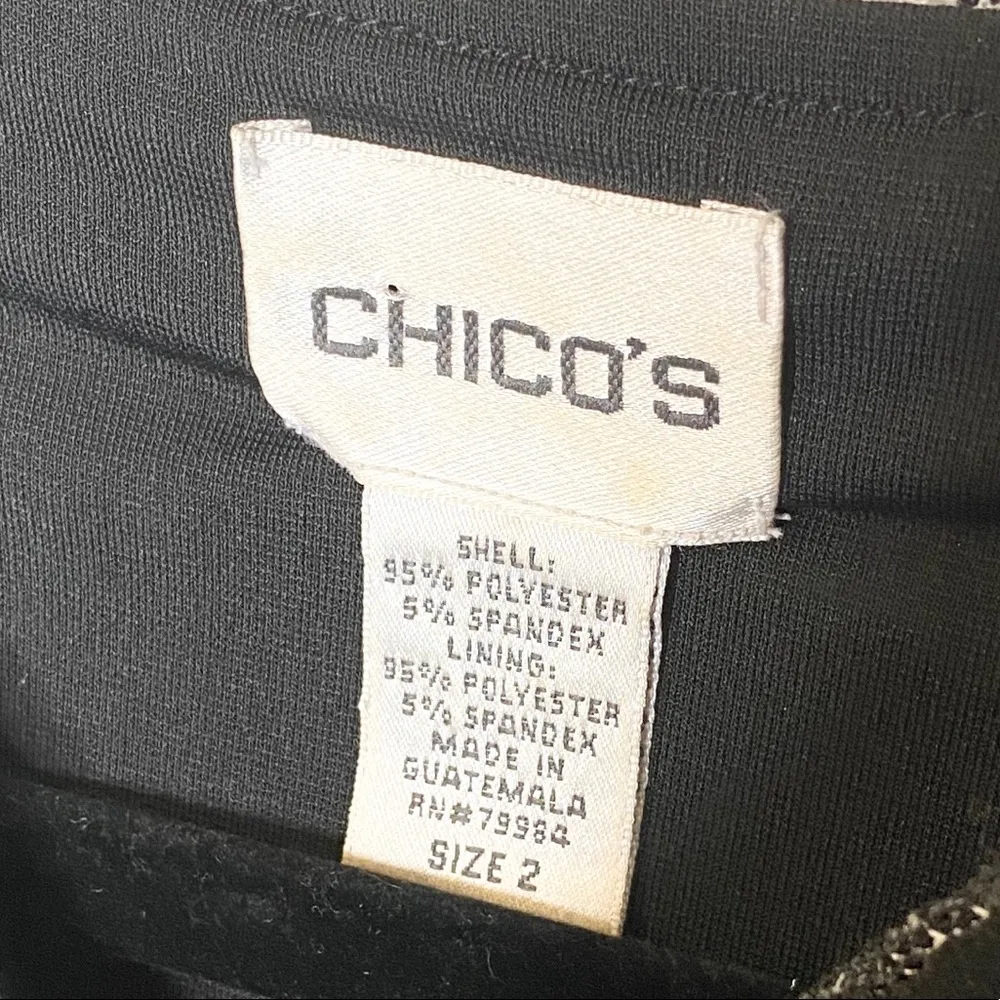 CHICO'S
SHELL:
95% POLYESTER
5% SPANDEX
LINING:
95% POLYESTER
5% SPANDEX
MADE IN
GUATEMALA
RN#79984
SIZE 2